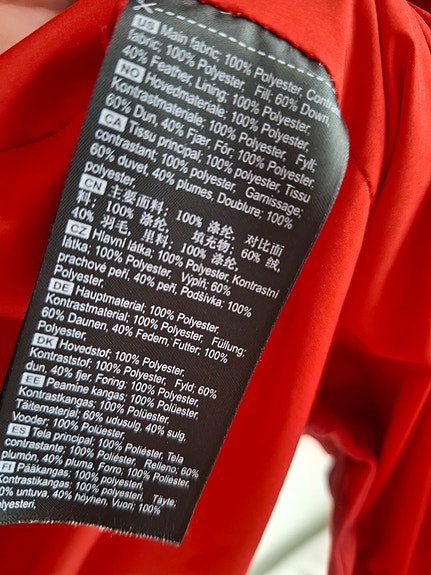 US Main fabric; 100% Polyester, Contra
fabric; 100% Polyester, Fill; 60% Down,
40% Feather, Lining; 100% Polyester,
NO Hovedmateriale: 100% Polyester,
Kontrastmateriale: 100% Polyester, Fyll:
60% Dun, 40% Fjær, Fôr: 100% Polyester,
CA Tissu principal; 100% Polyester, Tissu
contrastant; 100% polyester, Garnissage;
60% duvet, 40% plumes, Doublure; 100%
polyester,
CN 主要面料: 100% 涤纶, 对比面
料: 100% 涤纶, 填充物: 60% 绒,
40% 羽毛, 里料: 100% 涤纶,
CZ Hlavní látka; 100% Polyester, Kontrastní
látka; 100% Polyester, Výplň; 60%
prachové peří, 40% peří, Podšívka; 100%
Polyester,
DE Hauptmaterial; 100% Polyester,
Kontrastmaterial; 100% Polyester, Füllung:
60% Daunen, 40% Federn, Futter; 100%
Polyester,
DK Hovedstof: 100% Polyester,
Kontraststof: 100% Polyester, Fyld; 60%
dun, 40% fjer, Foring: 100% Polyester,
EE Peamine kangas: 100% Polüester,
Kontrastkangas: 100% Polüester,
Täitematerjal; 60% udusulg, 40% sulg,
Vooder: 100% Polüester,
ES Tela principal; 100% Poliéster, Tela
contrastante; 100% Poliéster, Relleno: 60%
plumón, 40% pluma, Forro; 100% Poliéster,
FI Pääkangas: 100% polyesteri,
Kontrastikangas: 100% polyesteri, Täyte,
0% untuva, 40% höyhen, Vuori; 100%
lyesteri,